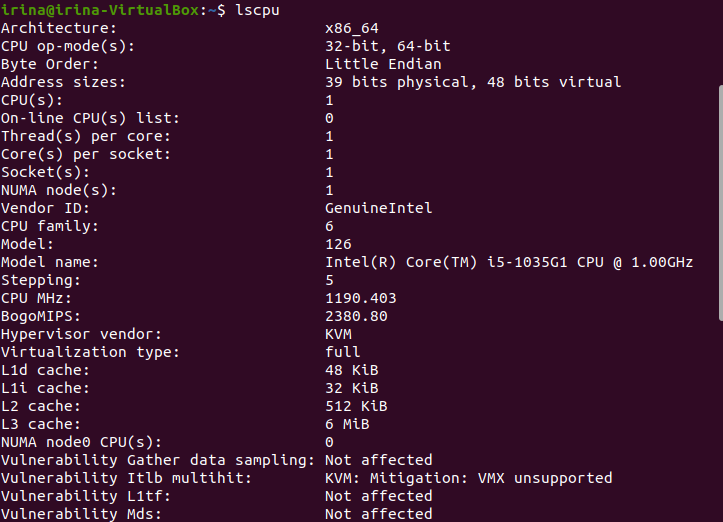 irina@irina-VirtualBox:~$ lscpu
Architecture: x86_64
CPU op-mode(s): 32-bit, 64-bit
Byte Order: Little Endian
Address sizes: 39 bits physical, 48 bits virtual
CPU(s): 1
On-line CPU(s) list: 0
Thread(s) per core: 1
Core(s) per socket: 1
Socket(s): 1
NUMA node(s): 1
Vendor ID: GenuineIntel
CPU family: 6
Model: 126
Model name: Intel(R) Core(TM) i5-1035G1 CPU @ 1.00GHz
Stepping: 5
CPU MHz: 1190.403
BogoMIPS: 2380.80
Hypervisor vendor: KVM
Virtualization type: full
L1d cache: 48 KiB
L1i cache: 32 KiB
L2 cache: 512 KiB
L3 cache: 6 MiB
NUMA node0 CPU(s): 0
Vulnerability Gather data sampling: Not affected
Vulnerability Itlb multihit: KVM: Mitigation: VMX unsupported
Vulnerability L1tf: Not affected
Vulnerability Mds: Not affected